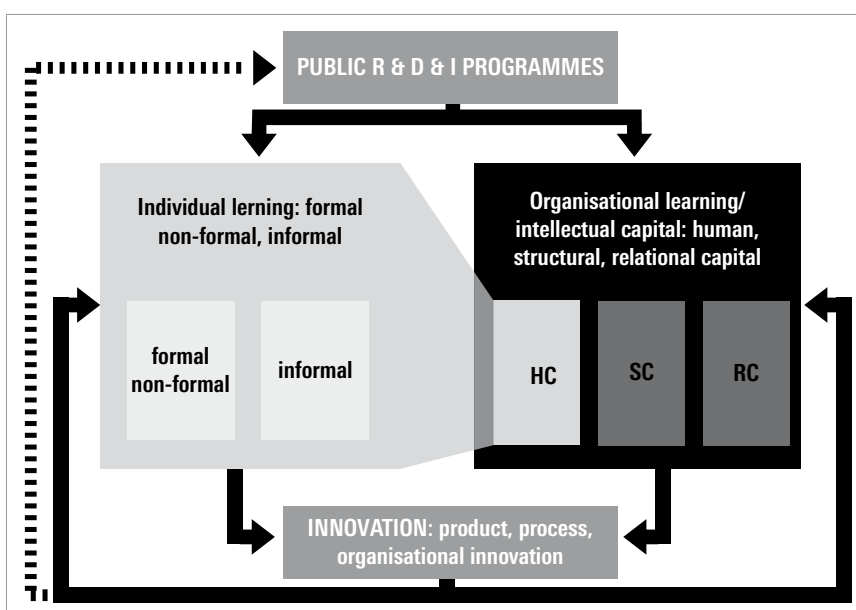 PUBLIC R & D & I PROGRAMMES
Individual lerning: formal
non-formal, informal
formal
non-formal
informal
Organisational learning/
intellectual capital: human,
structural, relational capital
HC
SC
RC
INNOVATION: product, process,
organisational innovation